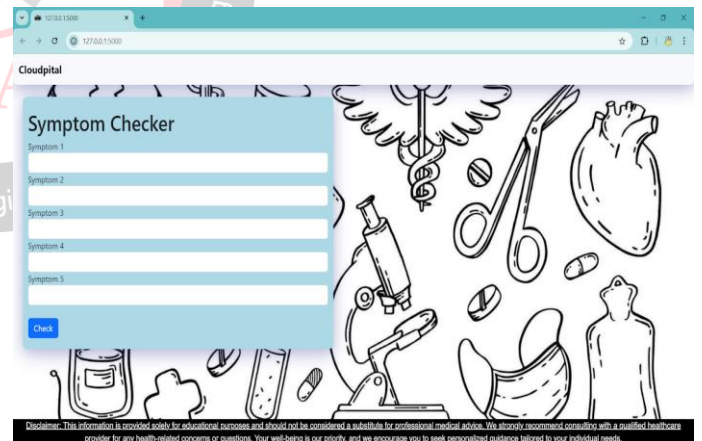 127.0.0.1:5000
127.0.0.1:5000
Cloudpital
Symptom Checker
Symptom 1
Symptom 2
Symptom 3
Symptom 4
Symptom 5
Check
Disclaimer: This information is provided solely for educational purposes and should not be considered a substitute for professional medical advice. We strongly recommend consulting with a qualified healthcare
provider for any health-related concerns or questions. Your well-being is our priority, and we encourage you to seek personalized guidance tailored to your individual needs.